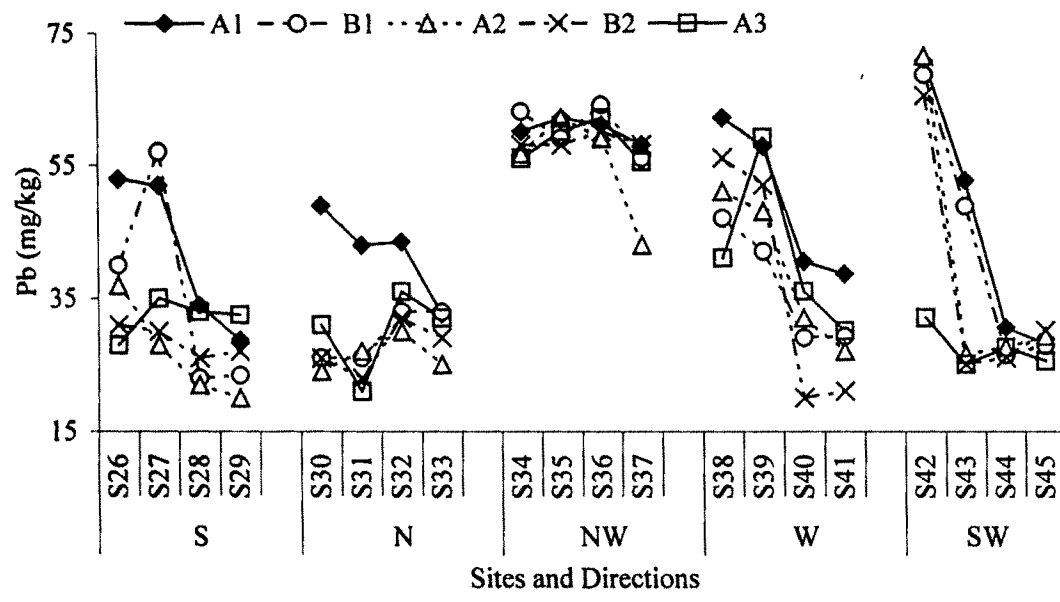 75
A1 B1 A2 B2 A3
55
35
15
Pb (mg/kg)
S26 S27 S28 S29 S30 S31 S32 S33 S34 S35 S36 S37 S38 S39 S40 S41 S42 S43 S44 S45
S N NW W SW
Sites and Directions